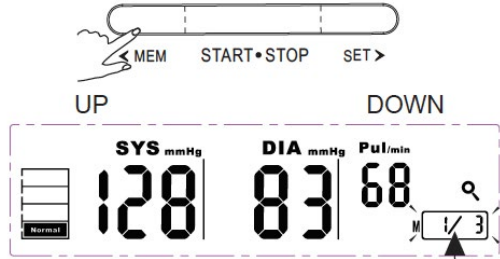 < MEM START•STOP SET >
UP DOWN
SYS mmHg DIA mmHg Pul/min
128 83 68
Normal M 1/ 3